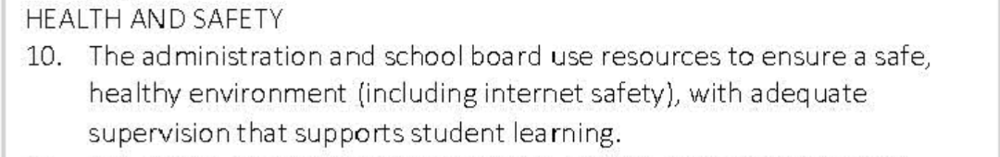 HEALTH AND SAFETY
10. The administration and school board use resources to ensure a safe,
healthy environment (including internet safety), with adequate
supervision that supports student learning.